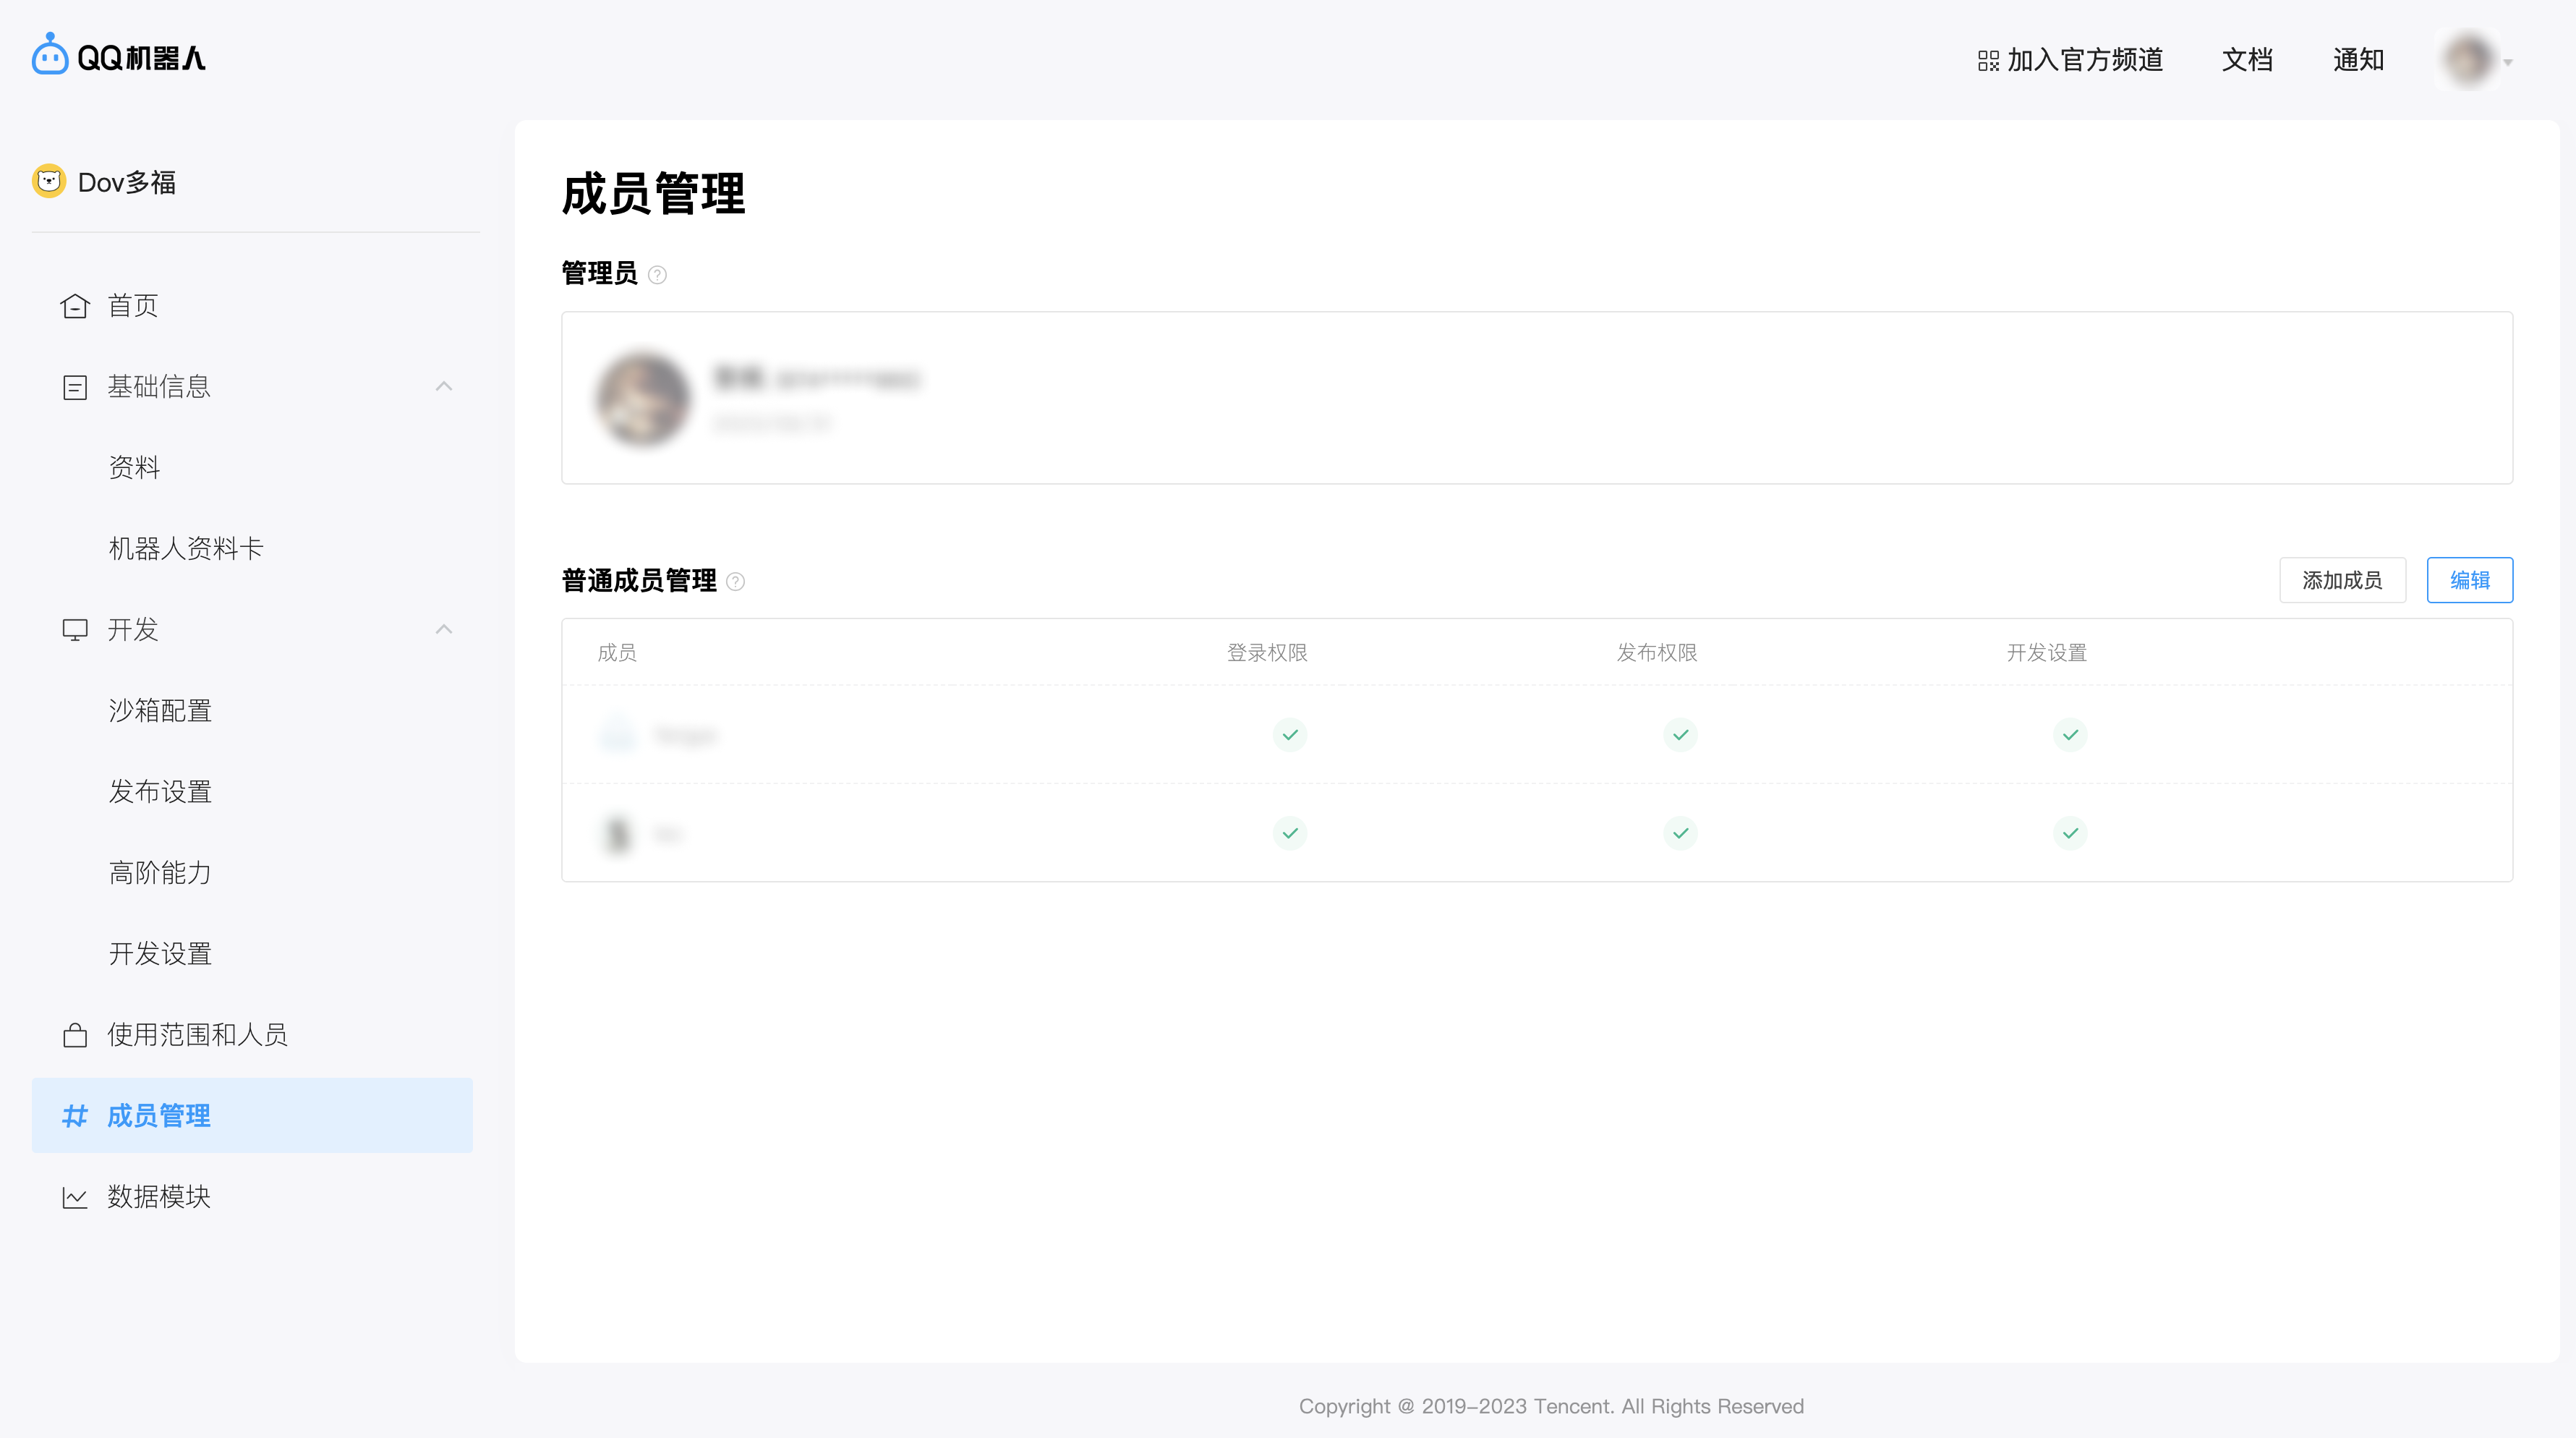 QQ机器人
加入官方频道 文档 通知
Dov多福
首页
基础信息
资料
机器人资料卡
开发
沙箱配置
发布设置
高阶能力
开发设置
使用范围和人员
成员管理
数据模块
成员管理
管理员
普通成员管理
添加成员 编辑
成员 登录权限 发布权限 开发设置
Copyright @ 2019-2023 Tencent. All Rights Reserved